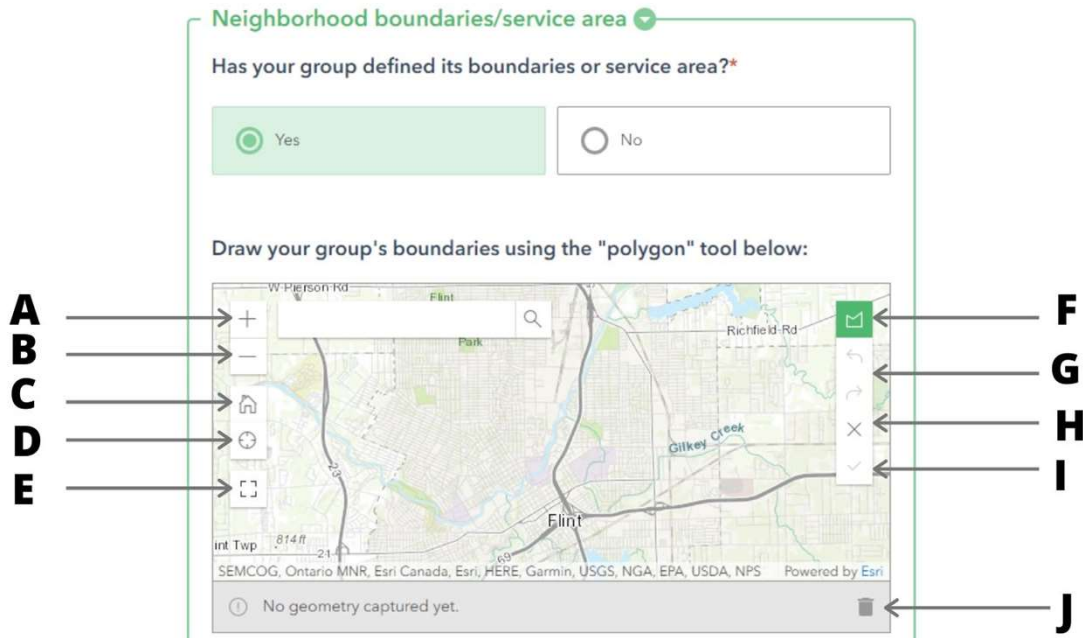 Neighborhood boundaries/service area
Has your group defined its boundaries or service area?*
Yes
No
Draw your group's boundaries using the "polygon" tool below:
A
B
C
D
E
F
G
H
I
J
W Pierson Rd
Flint
Park
Richfield Rd
Gilkey Creek
23
Flint
int Twp
814 ft
21
69
SEMCOG, Ontario MNR, Esri Canada, Esri, HERE, Garmin, USGS, NGA, EPA, USDA, NPS
Powered by Esri
No geometry captured yet.